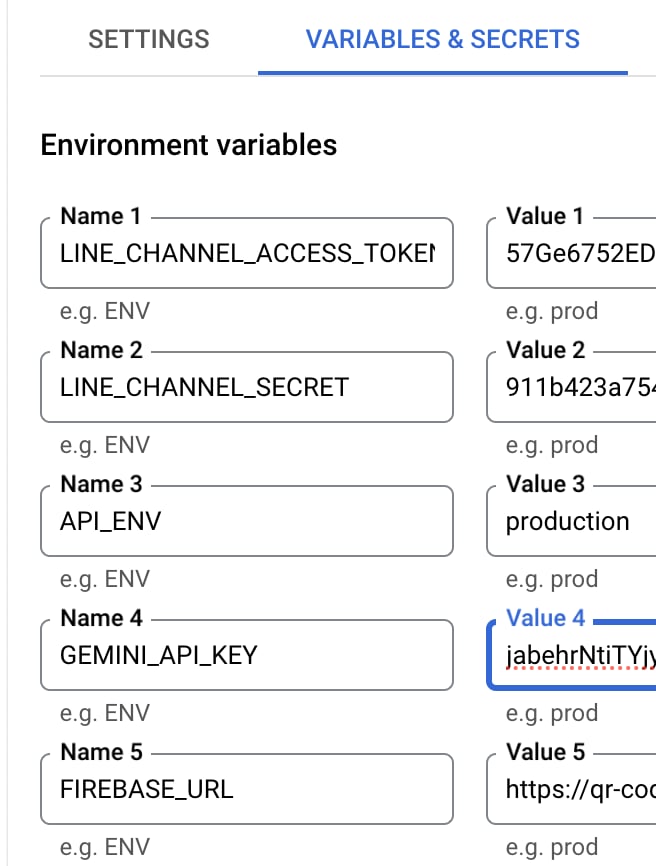 SETTINGS VARIABLES & SECRETS
Environment variables
Name 1 Value 1
LINE_CHANNEL_ACCESS_TOKEN 57Ge6752ED
e.g. ENV e.g. prod
Name 2 Value 2
LINE_CHANNEL_SECRET 911b423a754
e.g. ENV e.g. prod
Name 3 Value 3
API_ENV production
e.g. ENV e.g. prod
Name 4 Value 4
GEMINI_API_KEY jabehrNtiTYjy
e.g. ENV e.g. prod
Name 5 Value 5
FIREBASE_URL https://qr-coc
e.g. ENV e.g. prod